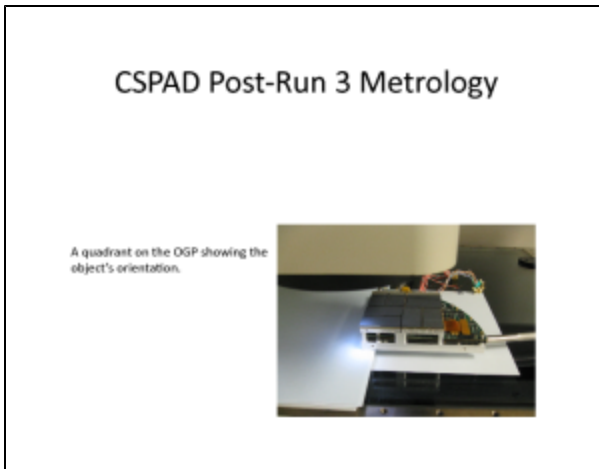 CSPAD Post-Run 3 Metrology
A quadrant on the OGP showing the
object's orientation.